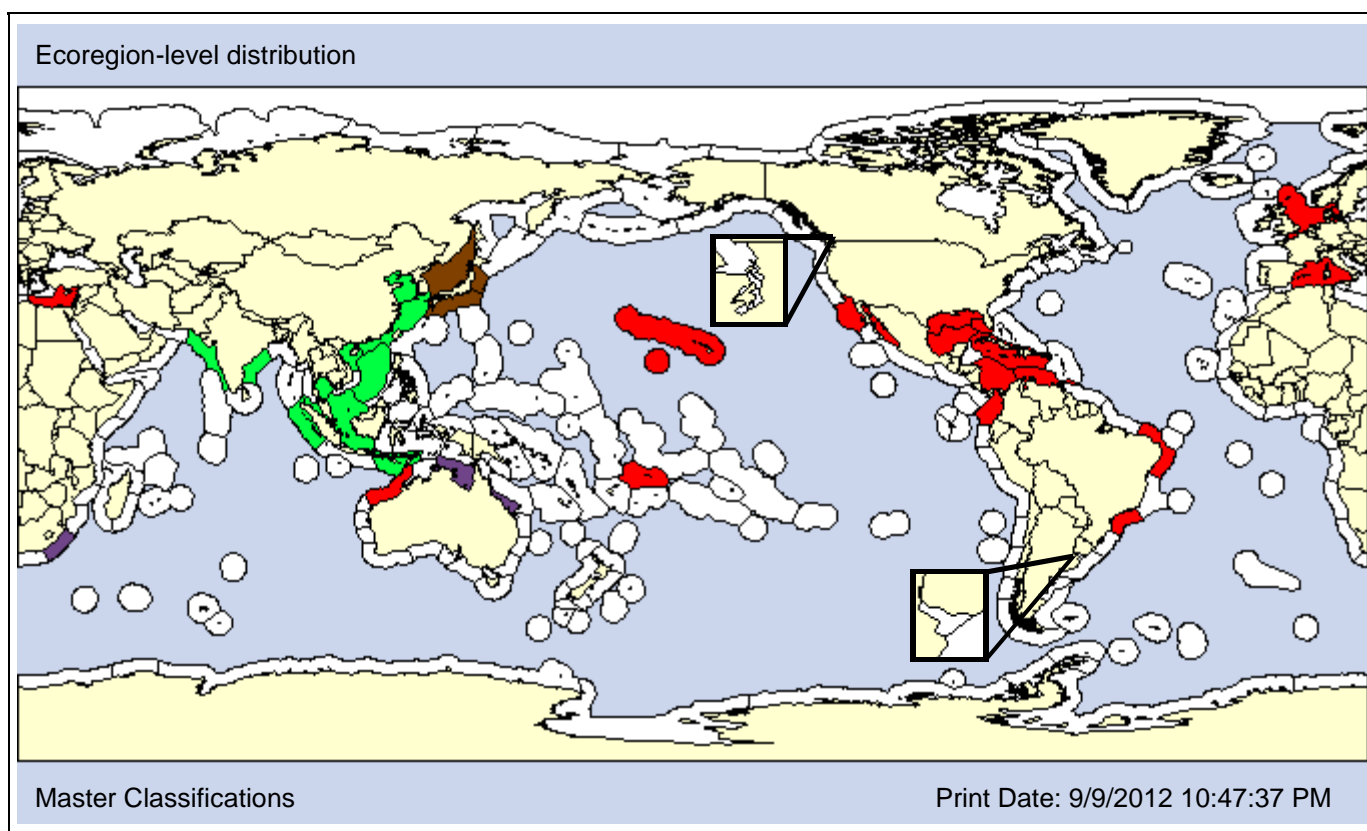 Ecoregion-level distribution
Master Classifications
Print Date: 9/9/2012 10:47:37 PM